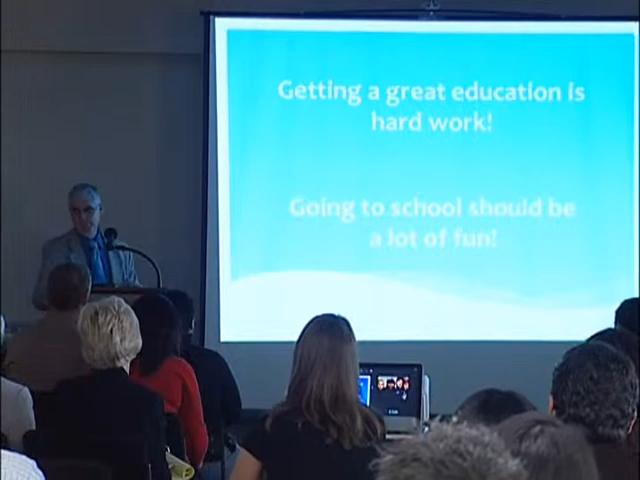 Getting a great education is
hard work!
Going to school should be
a lot of fun!